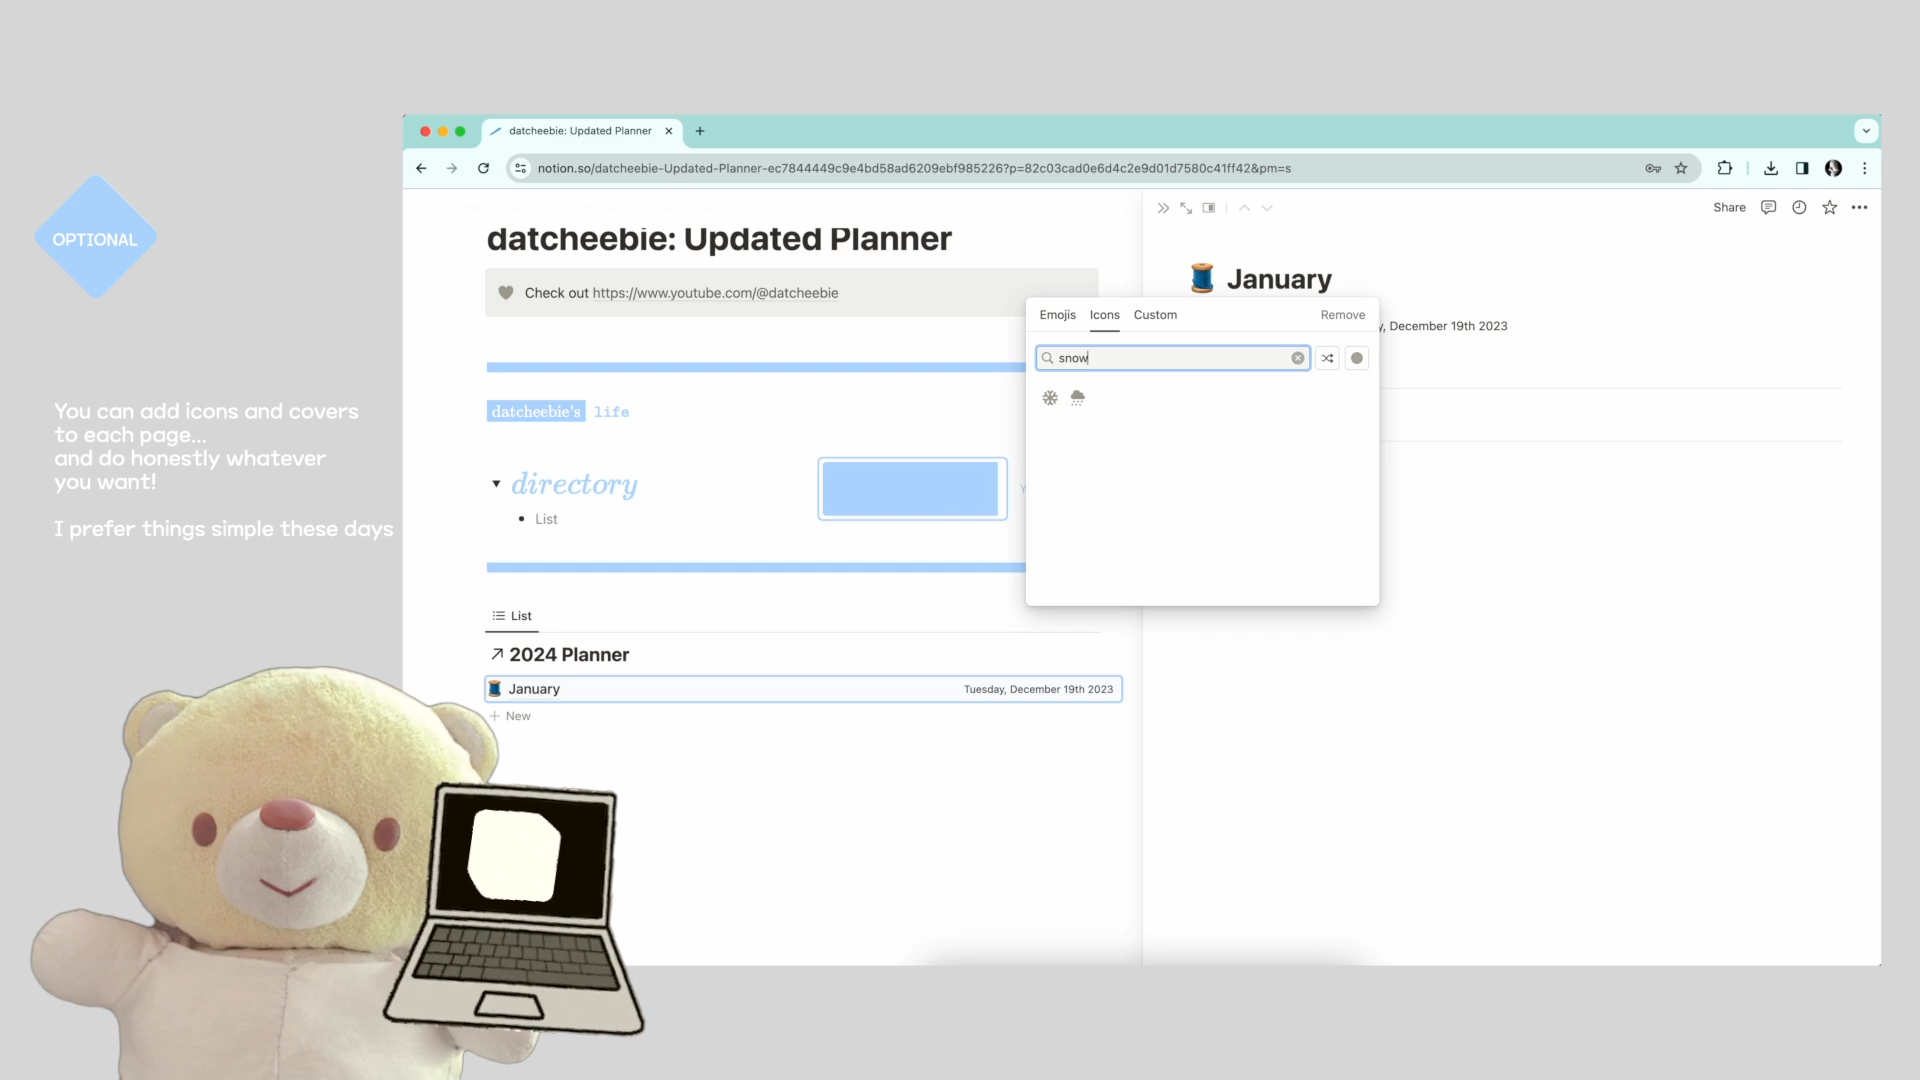 datcheebie: Updated Planner
notion.so/datcheebie-Updated-Planner-ec7844449c9e4bd58ad6209ebf985226?p=82c03cad0e6d4c2e9d01d7580c41ff42&pm=s
Share
OPTIONAL
datcheebie: Updated Planner
Check out https://www.youtube.com/@datcheebie
January
y, December 19th 2023
Emojis Icons Custom Remove
snow
datcheebie's life
You can add icons and covers
to each page...
and do honestly whatever
you want!
I prefer things simple these days
directory
List
Y
List
2024 Planner
January Tuesday, December 19th 2023
New